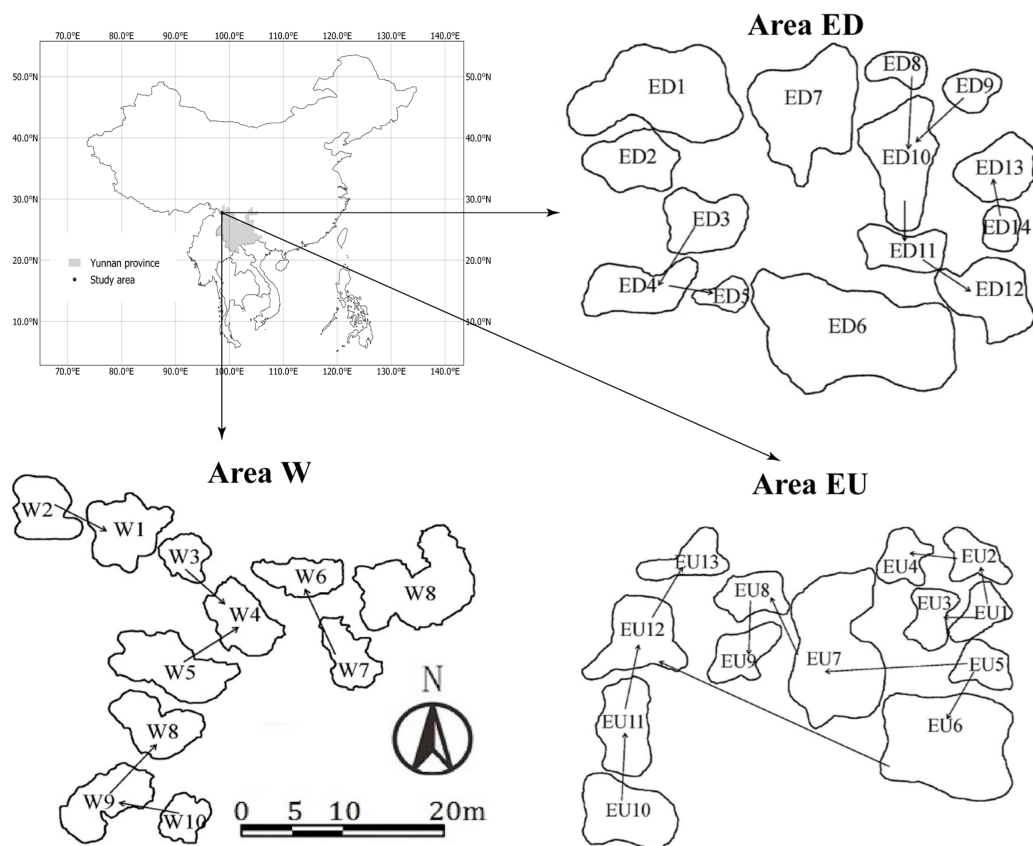 Area ED
70.0°E 80.0°E 90.0°E 100.0°E 110.0°E 120.0°E 130.0°E 140.0°E
50.0°N 50.0°N
40.0°N 40.0°N
30.0°N 30.0°N
20.0°N 20.0°N
10.0°N 10.0°N
70.0°E 80.0°E 90.0°E 100.0°E 110.0°E 120.0°E 130.0°E 140.0°E
Yunnan province
Study area
ED8
ED9
ED1
ED7
ED10
ED2
ED13
ED3
ED14
ED11
ED4
ED5
ED12
ED6
Area W
W2
W1
W3
W6
W8
W4
W5
W7
W8
W9
W10
N
0 5 10 20m
Area EU
EU13
EU4
EU2
EU8
EU3
EU1
EU12
EU9
EU7
EU5
EU11
EU6
EU10